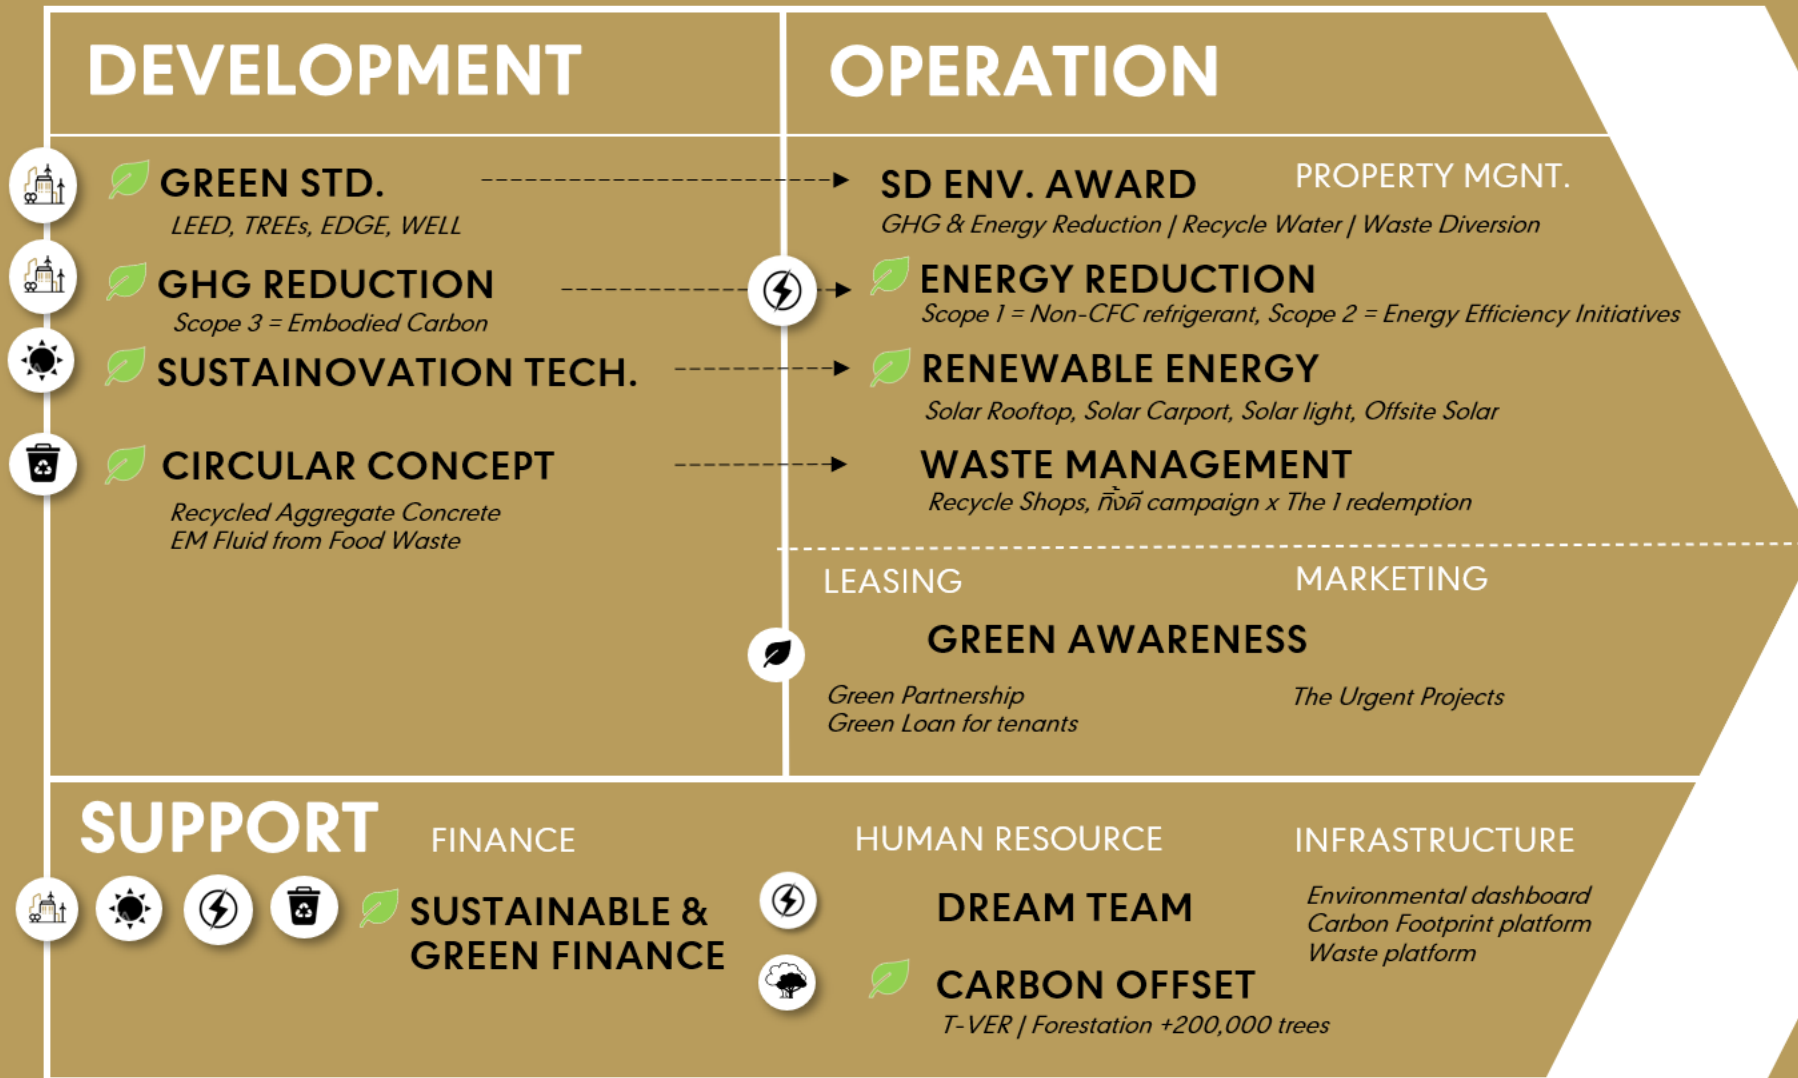 DEVELOPMENT
GREEN STD.
LEED, TREEs, EDGE, WELL
GHG REDUCTION
Scope 3 = Embodied Carbon
SUSTAINOVATION TECH.
CIRCULAR CONCEPT
Recycled Aggregate Concrete
EM Fluid from Food Waste
OPERATION
PROPERTY MGNT.
SD ENV. AWARD
GHG & Energy Reduction | Recycle Water | Waste Diversion
ENERGY REDUCTION
Scope 1 = Non-CFC refrigerant, Scope 2 = Energy Efficiency Initiatives
RENEWABLE ENERGY
Solar Rooftop, Solar Carport, Solar light, Offsite Solar
WASTE MANAGEMENT
Recycle Shops, ทิ้งดี campaign x The 1 redemption
LEASING
MARKETING
GREEN AWARENESS
Green Partnership
Green Loan for tenants
The Urgent Projects
SUPPORT
FINANCE
SUSTAINABLE &
GREEN FINANCE
HUMAN RESOURCE
DREAM TEAM
CARBON OFFSET
T-VER | Forestation +200,000 trees
INFRASTRUCTURE
Environmental dashboard
Carbon Footprint platform
Waste platform